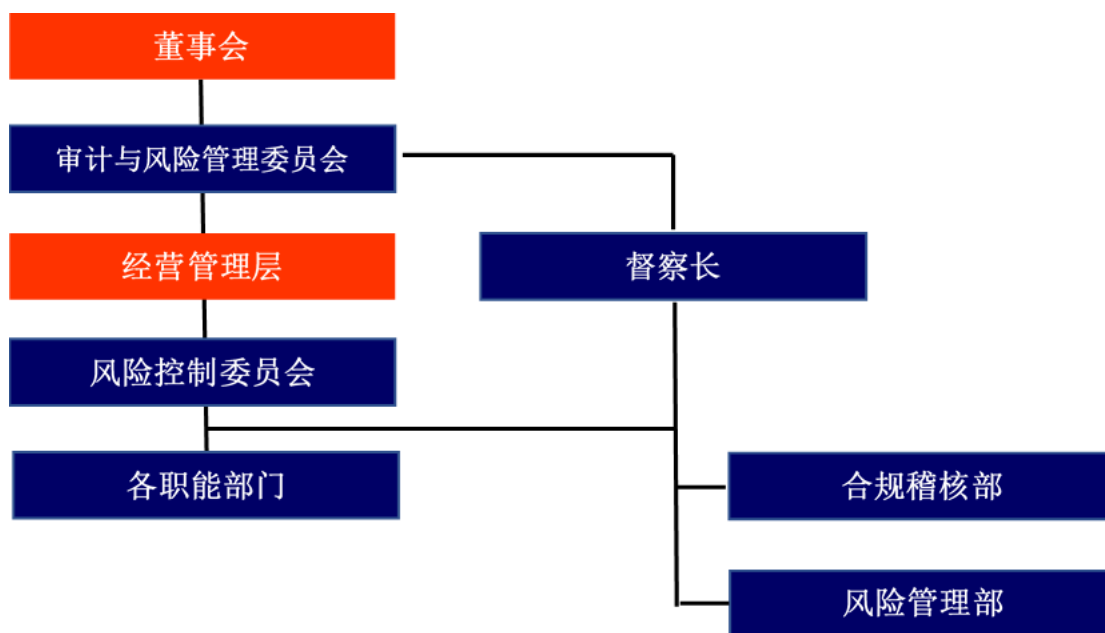 董事会
审计与风险管理委员会
经营管理层
督察长
风险控制委员会
各职能部门
合规稽核部
风险管理部